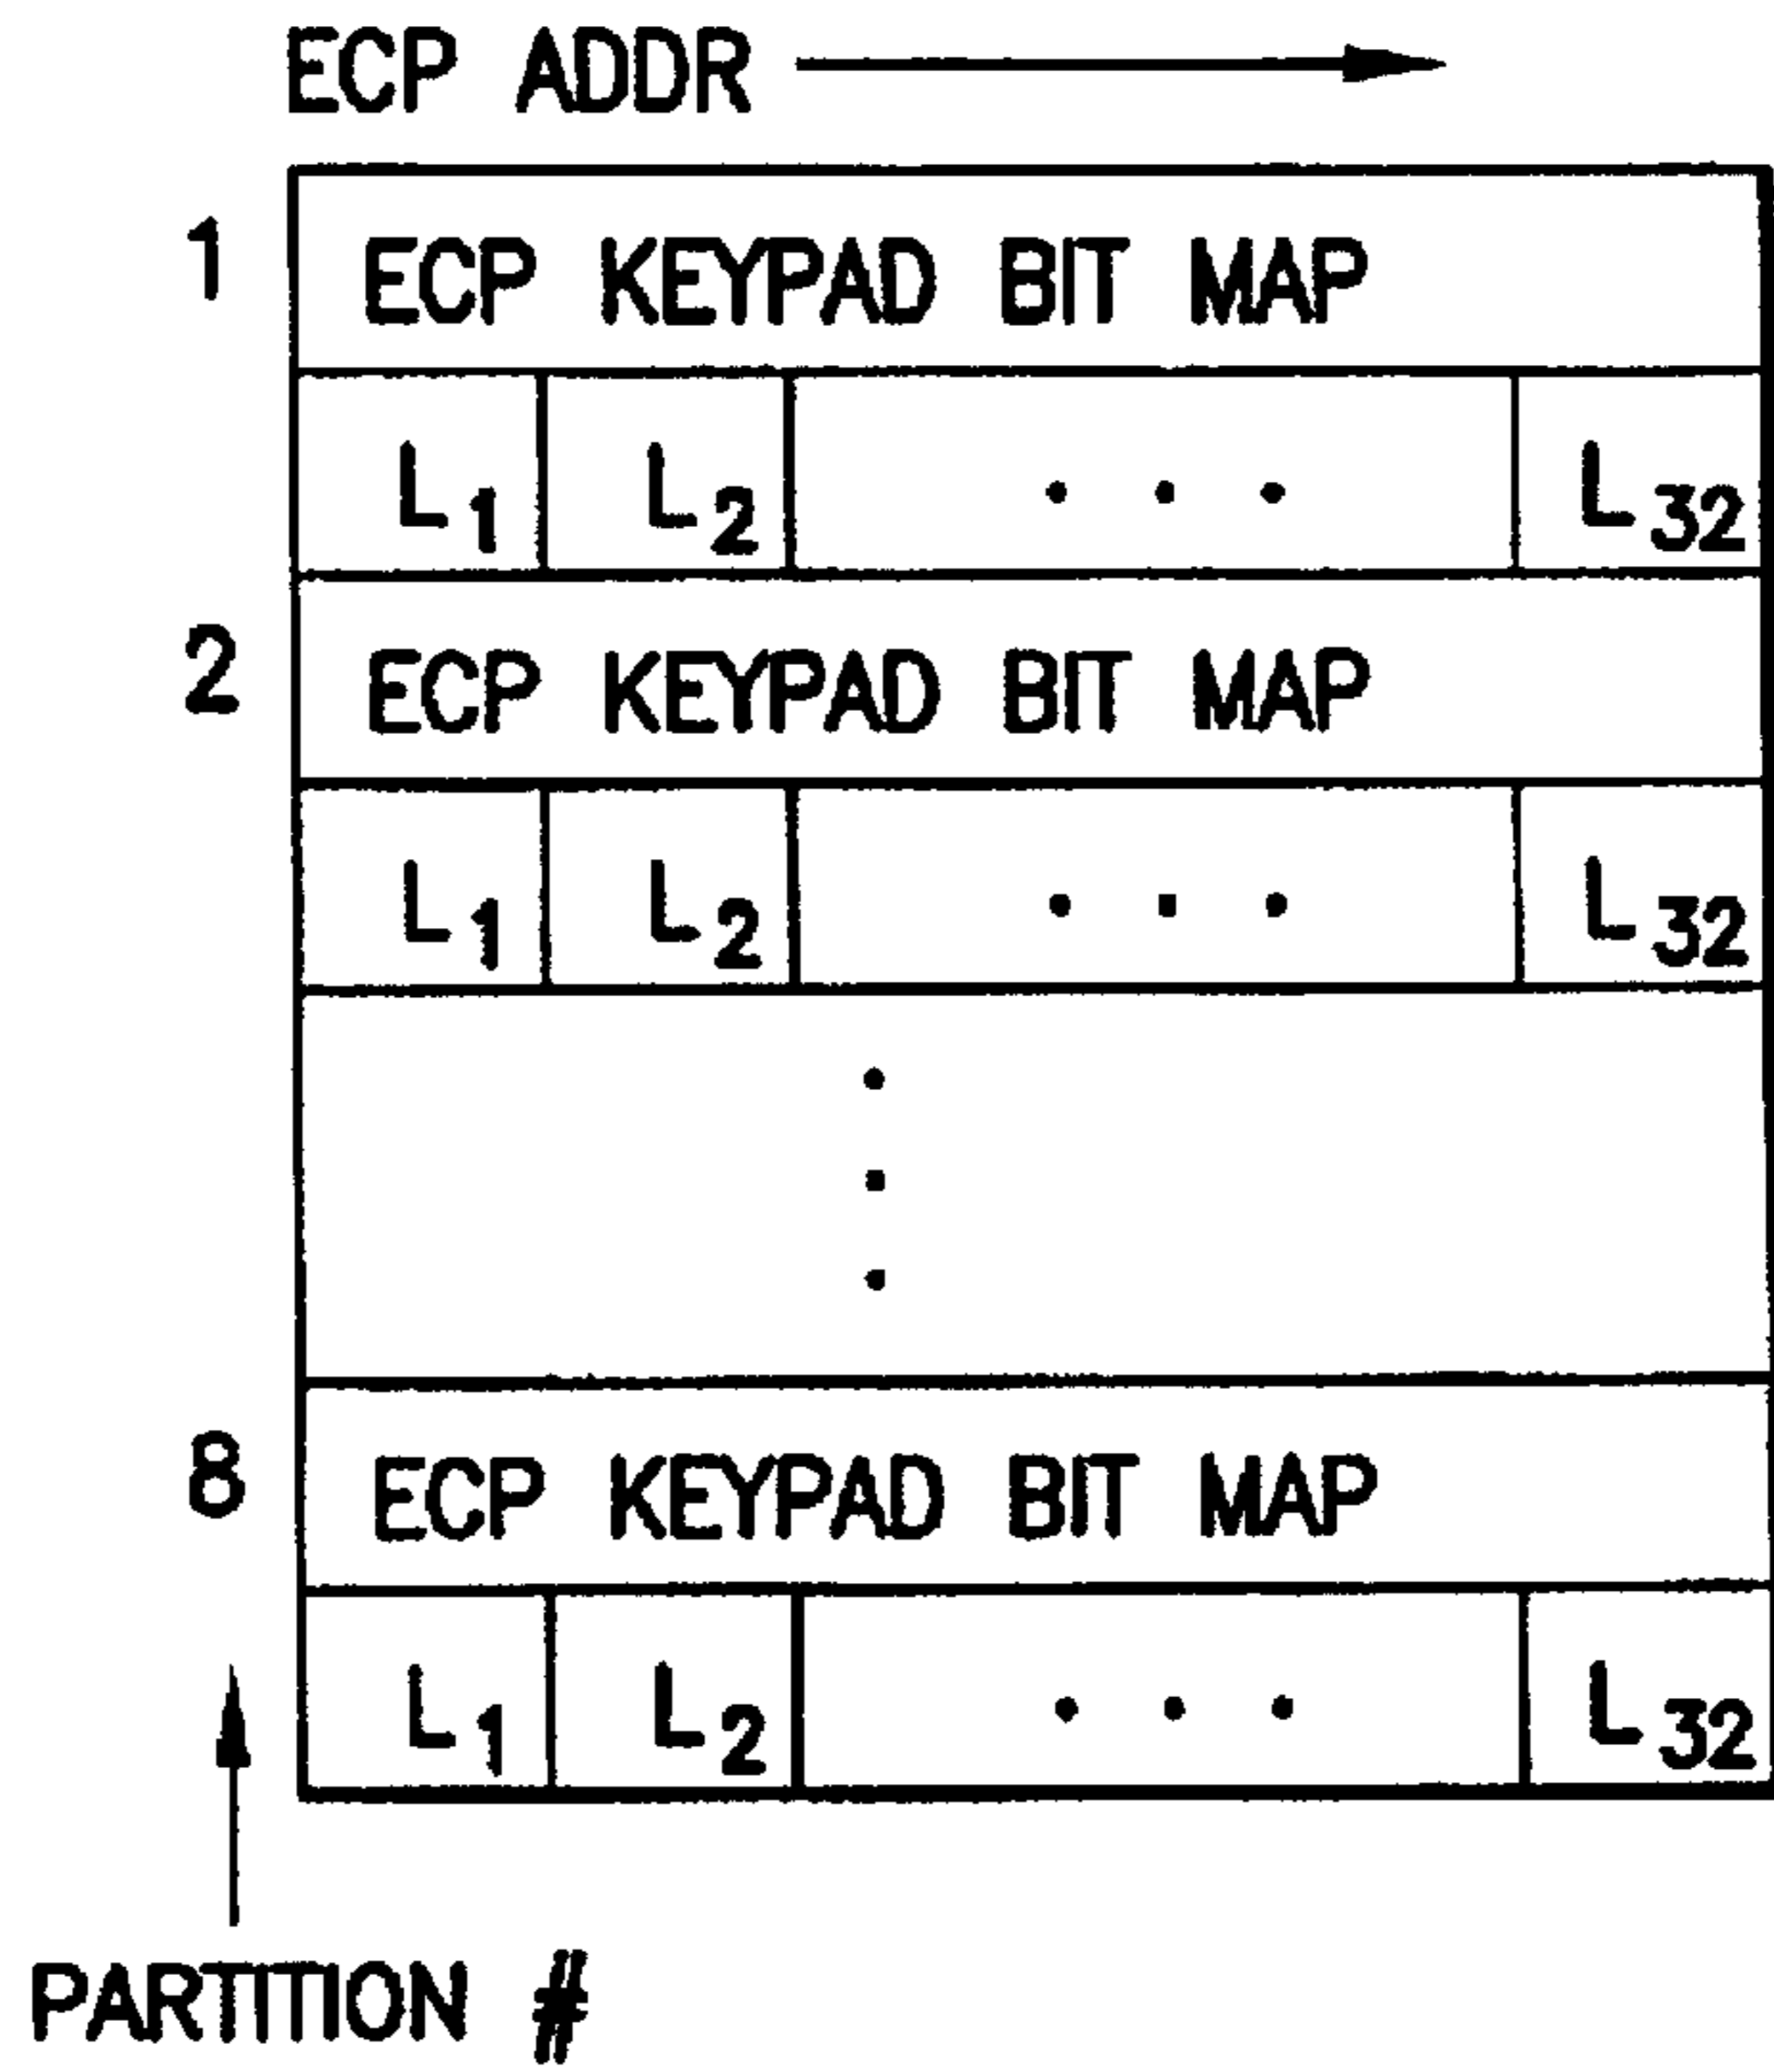 ECP ADDR
1 ECP KEYPAD BIT MAP
L1 L2 . . . L32
2 ECP KEYPAD BIT MAP
L1 L2 . . . L32
.
.
.
8 ECP KEYPAD BIT MAP
L1 L2 . . . L32
PARTITION #